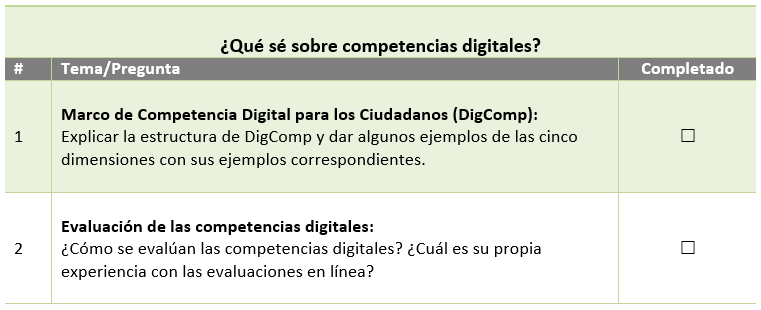 ¿Qué sé sobre competencias digitales?
# Tema/Pregunta Completado
Marco de Competencia Digital para los Ciudadanos (DigComp):
1 Explicar la estructura de DigComp y dar algunos ejemplos de las cinco ☐
dimensiones con sus ejemplos correspondientes.
Evaluación de las competencias digitales:
2 ¿Cómo se evalúan las competencias digitales? ¿Cuál es su propia ☐
experiencia con las evaluaciones en línea?